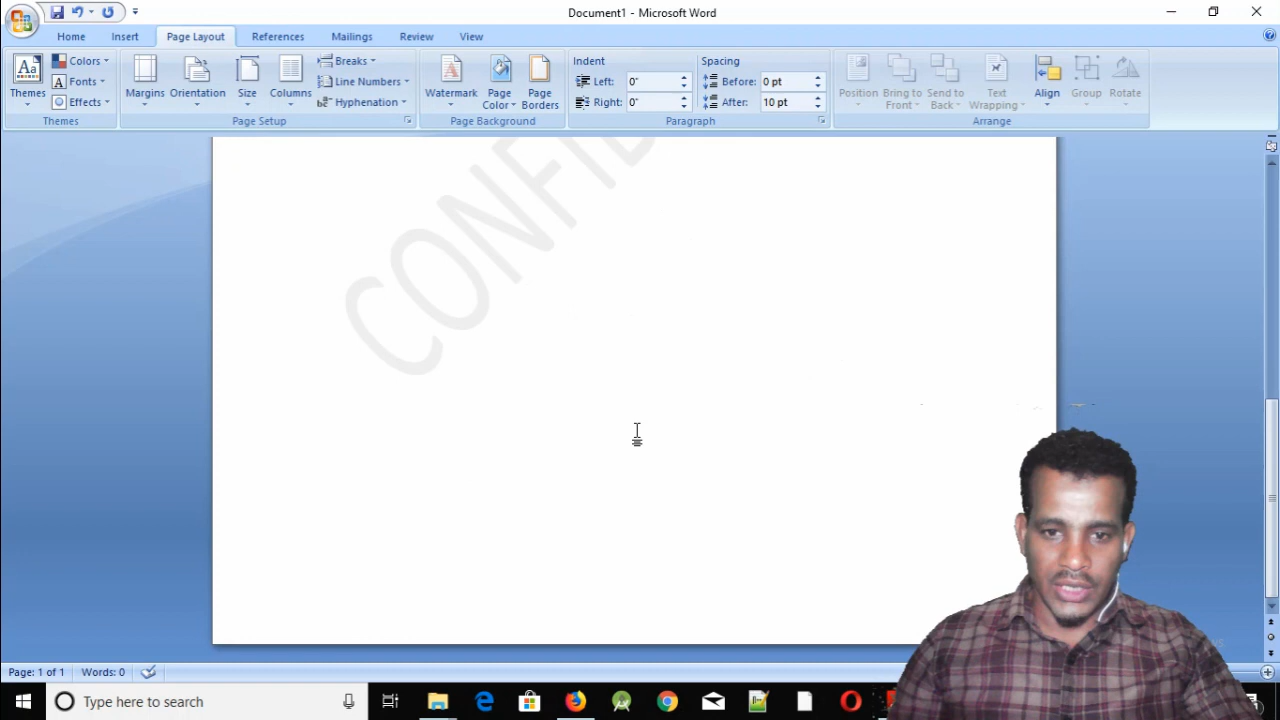 Document1 - Microsoft Word
Home Insert Page Layout References Mailings Review View
Themes
Colors
Fonts
Effects
Themes
Margins
Orientation
Size
Columns
Breaks
Line Numbers
Hyphenation
Page Setup
Watermark
Page Color
Page Borders
Page Background
Indent
Left: 0"
Right: 0"
Spacing
Before: 0 pt
After: 10 pt
Paragraph
Position
Bring to Front
Send to Back
Text Wrapping
Align
Group
Rotate
Arrange
CONFID
Page: 1 of 1 Words: 0
Type here to search